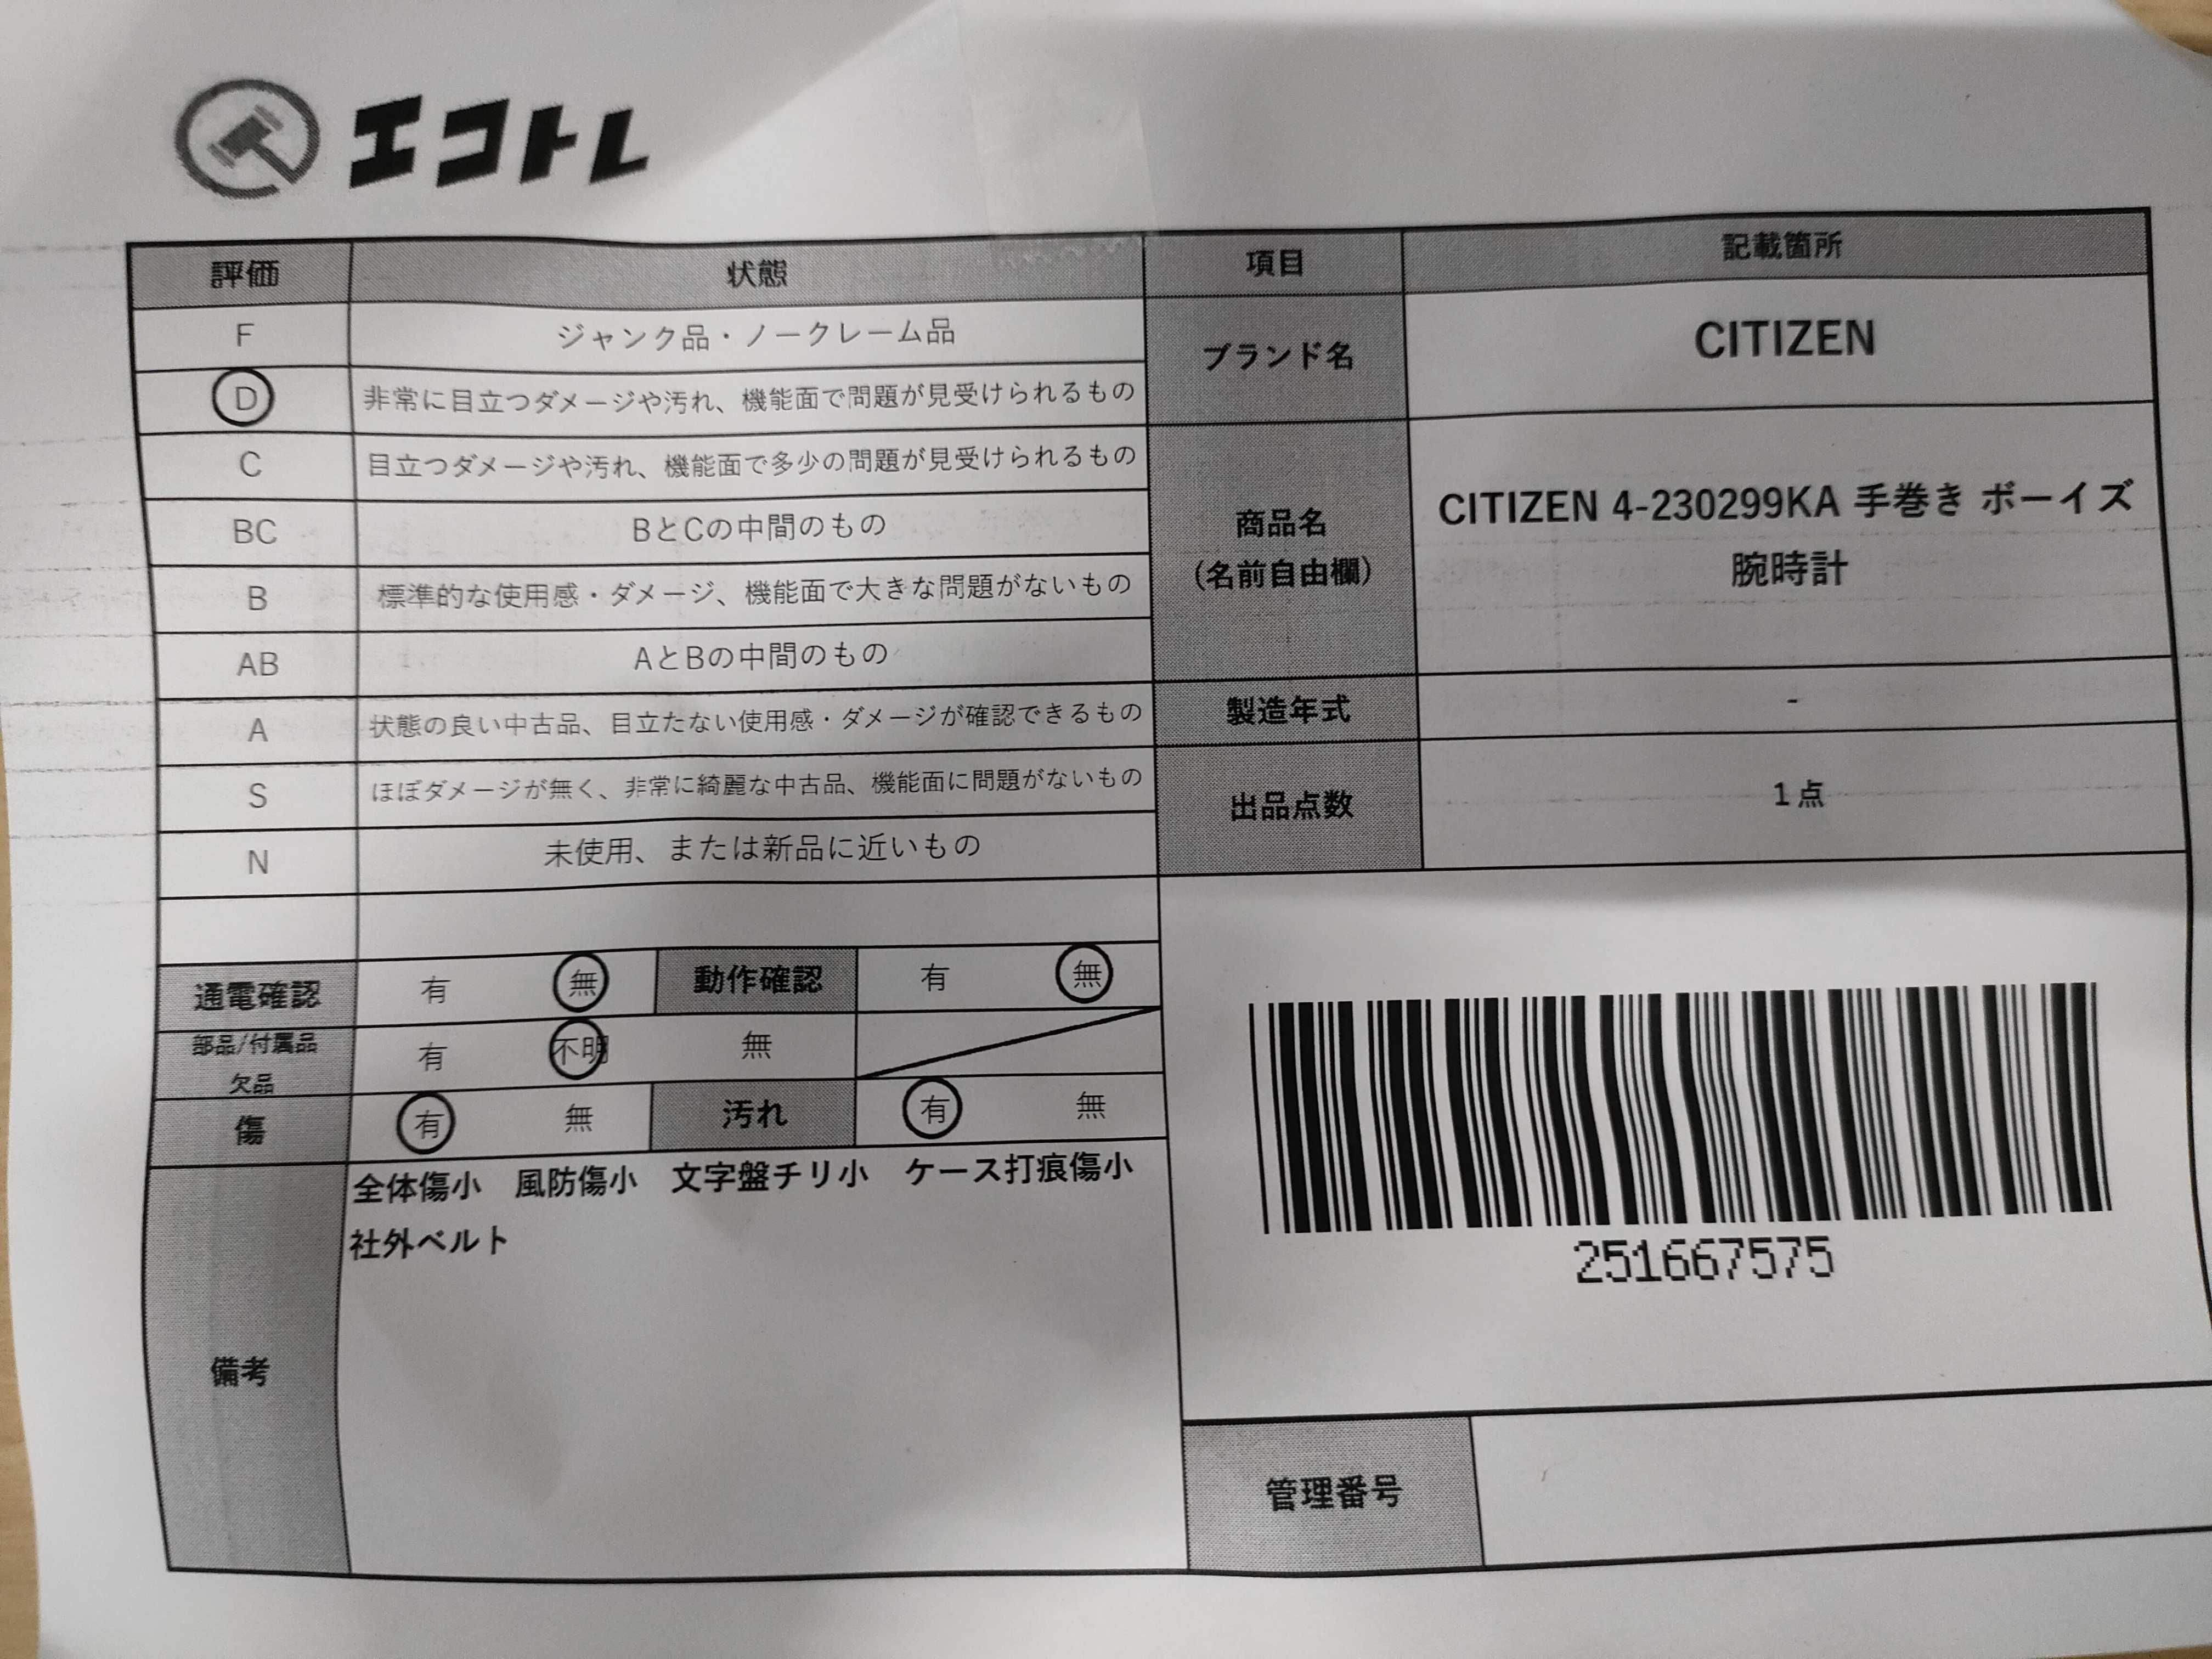 エコトレ
評価 状態
F ジャンク品・ノークレーム品
D 非常に目立つダメージや汚れ、機能面で問題が見受けられるもの
C 目立つダメージや汚れ、機能面で多少の問題が見受けられるもの
BC BとCの中間のもの
B 標準的な使用感・ダメージ、機能面で大きな問題がないもの
AB AとBの中間のもの
A 状態の良い中古品、目立たない使用感・ダメージが確認できるもの
S ほぼダメージが無く、非常に綺麗な中古品、機能面に問題がないもの
N 未使用、または新品に近いもの
通電確認 有 無 動作確認 有 無
部品/付属品
欠品 有 不明 無
傷 有 無 汚れ 有 無
備考
全体傷小 風防傷小 文字盤チリ小 ケース打痕傷小
社外ベルト
項目 記載箇所
ブランド名 CITIZEN
商品名
(名前自由欄)
CITIZEN 4-230299KA 手巻き ボーイズ
腕時計
製造年式 -
出品点数 1点
251667575
管理番号